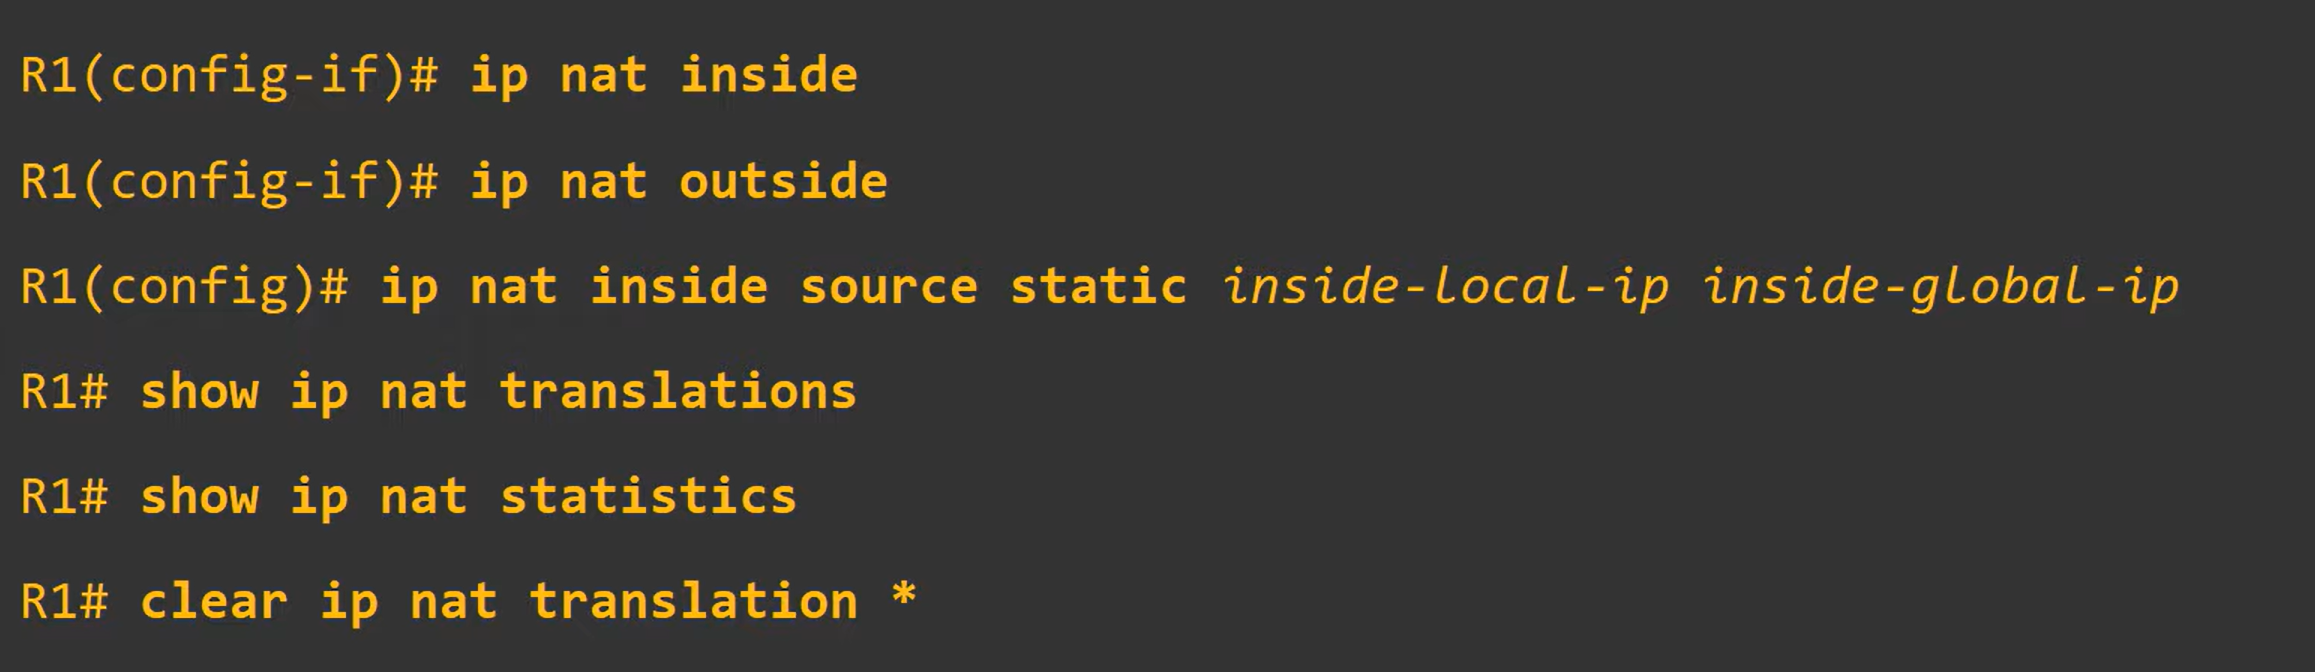 R1(config-if)# ip nat inside
R1(config-if)# ip nat outside
R1(config)# ip nat inside source static inside-local-ip inside-global-ip
R1# show ip nat translations
R1# show ip nat statistics
R1# clear ip nat translation *